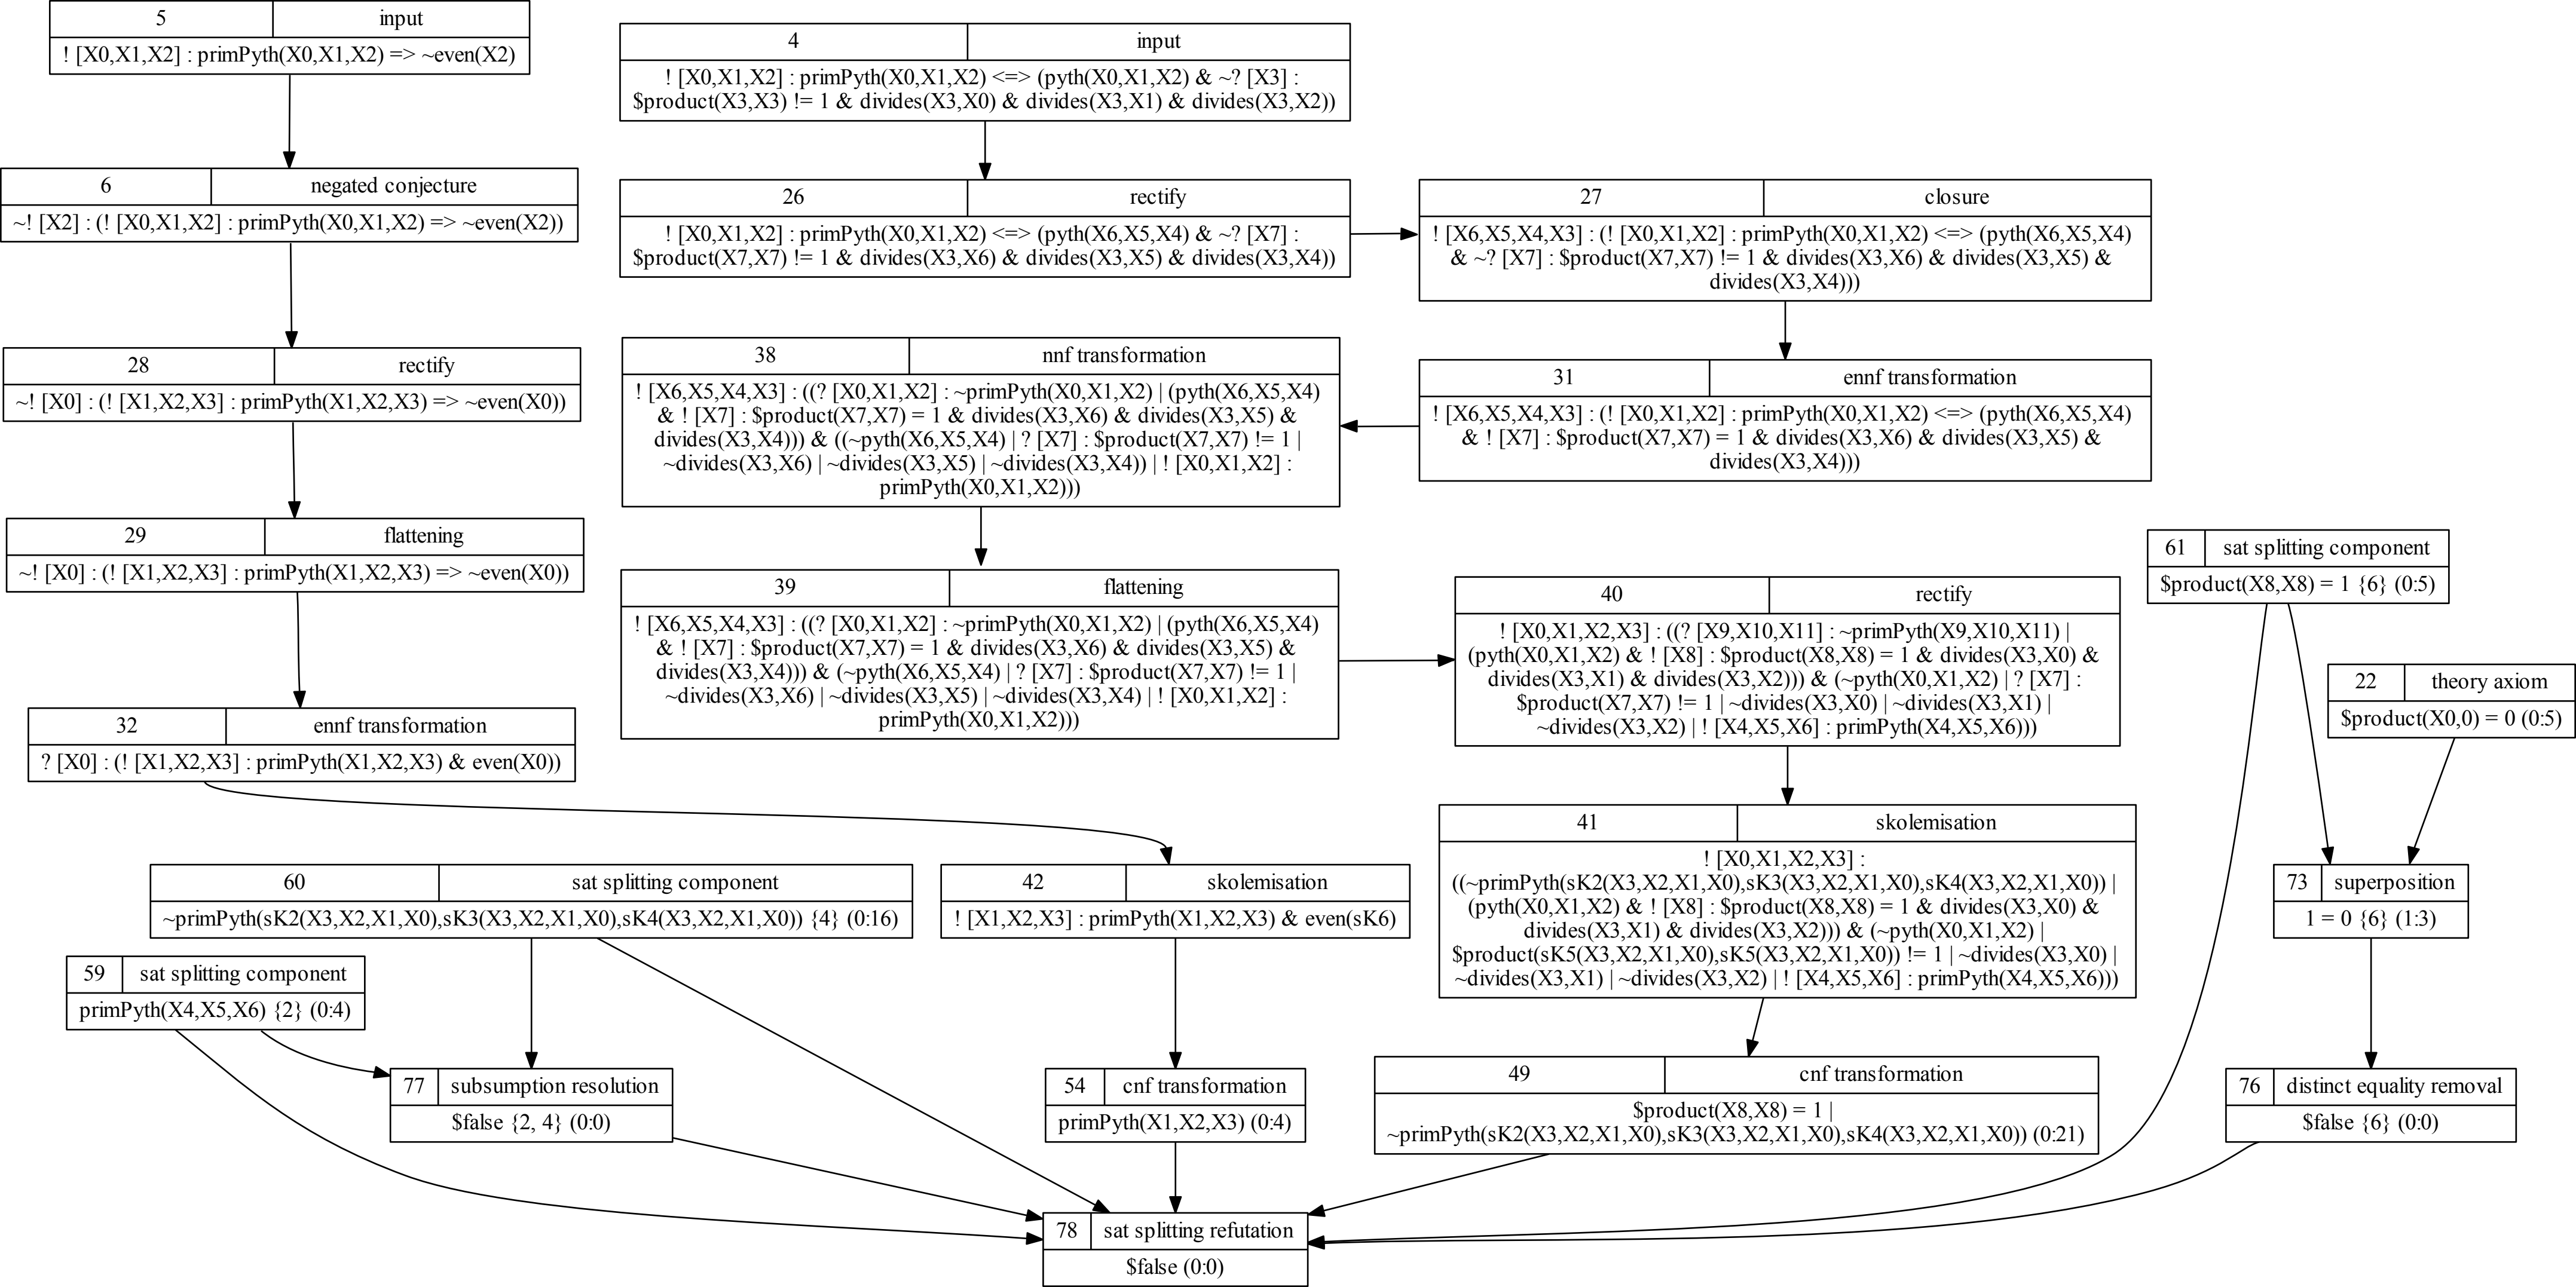 5 input
! [X0,X1,X2] : primPyth(X0,X1,X2) => ~even(X2)
4 input
! [X0,X1,X2] : primPyth(X0,X1,X2) <=> (pyth(X0,X1,X2) & ~? [X3] :
$product(X3,X3) != 1 & divides(X3,X0) & divides(X3,X1) & divides(X3,X2))
6 negated conjecture
~! [X2] : (! [X0,X1,X2] : primPyth(X0,X1,X2) => ~even(X2))
26 rectify
! [X0,X1,X2] : primPyth(X0,X1,X2) <=> (pyth(X6,X5,X4) & ~? [X7] :
$product(X7,X7) != 1 & divides(X3,X6) & divides(X3,X5) & divides(X3,X4))
27 closure
! [X6,X5,X4,X3] : (! [X0,X1,X2] : primPyth(X0,X1,X2) <=> (pyth(X6,X5,X4)
& ~? [X7] : $product(X7,X7) != 1 & divides(X3,X6) & divides(X3,X5) &
divides(X3,X4)))
28 rectify
~! [X0] : (! [X1,X2,X3] : primPyth(X1,X2,X3) => ~even(X0))
38 nnf transformation
! [X6,X5,X4,X3] : ((? [X0,X1,X2] : ~primPyth(X0,X1,X2) | (pyth(X6,X5,X4)
& ! [X7] : $product(X7,X7) = 1 & divides(X3,X6) & divides(X3,X5) &
divides(X3,X4))) & ((~pyth(X6,X5,X4) | ? [X7] : $product(X7,X7) != 1 |
~divides(X3,X6) | ~divides(X3,X5) | ~divides(X3,X4)) | ! [X0,X1,X2] :
primPyth(X0,X1,X2)))
31 ennf transformation
! [X6,X5,X4,X3] : (! [X0,X1,X2] : primPyth(X0,X1,X2) <=> (pyth(X6,X5,X4)
& ! [X7] : $product(X7,X7) = 1 & divides(X3,X6) & divides(X3,X5) &
divides(X3,X4)))
29 flattening
~! [X0] : (! [X1,X2,X3] : primPyth(X1,X2,X3) => ~even(X0))
39 flattening
! [X6,X5,X4,X3] : ((? [X0,X1,X2] : ~primPyth(X0,X1,X2) | (pyth(X6,X5,X4)
& ! [X7] : $product(X7,X7) = 1 & divides(X3,X6) & divides(X3,X5) &
divides(X3,X4))) & (~pyth(X6,X5,X4) | ? [X7] : $product(X7,X7) != 1 |
~divides(X3,X6) | ~divides(X3,X5) | ~divides(X3,X4) | ! [X0,X1,X2] :
primPyth(X0,X1,X2)))
40 rectify
! [X0,X1,X2,X3] : ((? [X9,X10,X11] : ~primPyth(X9,X10,X11) |
(pyth(X0,X1,X2) & ! [X8] : $product(X8,X8) = 1 & divides(X3,X0) &
divides(X3,X1) & divides(X3,X2))) & (~pyth(X0,X1,X2) | ? [X7] :
$product(X7,X7) != 1 | ~divides(X3,X0) | ~divides(X3,X1) |
~divides(X3,X2) | ! [X4,X5,X6] : primPyth(X4,X5,X6)))
61 sat splitting component
$product(X8,X8) = 1 {6} (0:5)
22 theory axiom
$product(X0,0) = 0 (0:5)
32 ennf transformation
? [X0] : (! [X1,X2,X3] : primPyth(X1,X2,X3) & even(X0))
41 skolemisation
! [X0,X1,X2,X3] :
((~primPyth(sK2(X3,X2,X1,X0),sK3(X3,X2,X1,X0),sK4(X3,X2,X1,X0)) |
(pyth(X0,X1,X2) & ! [X8] : $product(X8,X8) = 1 & divides(X3,X0) &
divides(X3,X1) & divides(X3,X2))) & (~pyth(X0,X1,X2) |
$product(sK5(X3,X2,X1,X0),sK5(X3,X2,X1,X0)) != 1 | ~divides(X3,X0) |
~divides(X3,X1) | ~divides(X3,X2) | ! [X4,X5,X6] : primPyth(X4,X5,X6)))
60 sat splitting component
~primPyth(sK2(X3,X2,X1,X0),sK3(X3,X2,X1,X0),sK4(X3,X2,X1,X0)) {4} (0:16)
42 skolemisation
! [X1,X2,X3] : primPyth(X1,X2,X3) & even(sK6)
73 superposition
1 = 0 {6} (1:3)
59 sat splitting component
primPyth(X4,X5,X6) {2} (0:4)
77 subsumption resolution
$false {2, 4} (0:0)
54 cnf transformation
primPyth(X1,X2,X3) (0:4)
49 cnf transformation
$product(X8,X8) = 1 |
~primPyth(sK2(X3,X2,X1,X0),sK3(X3,X2,X1,X0),sK4(X3,X2,X1,X0)) (0:21)
76 distinct equality removal
$false {6} (0:0)
78 sat splitting refutation
$false (0:0)